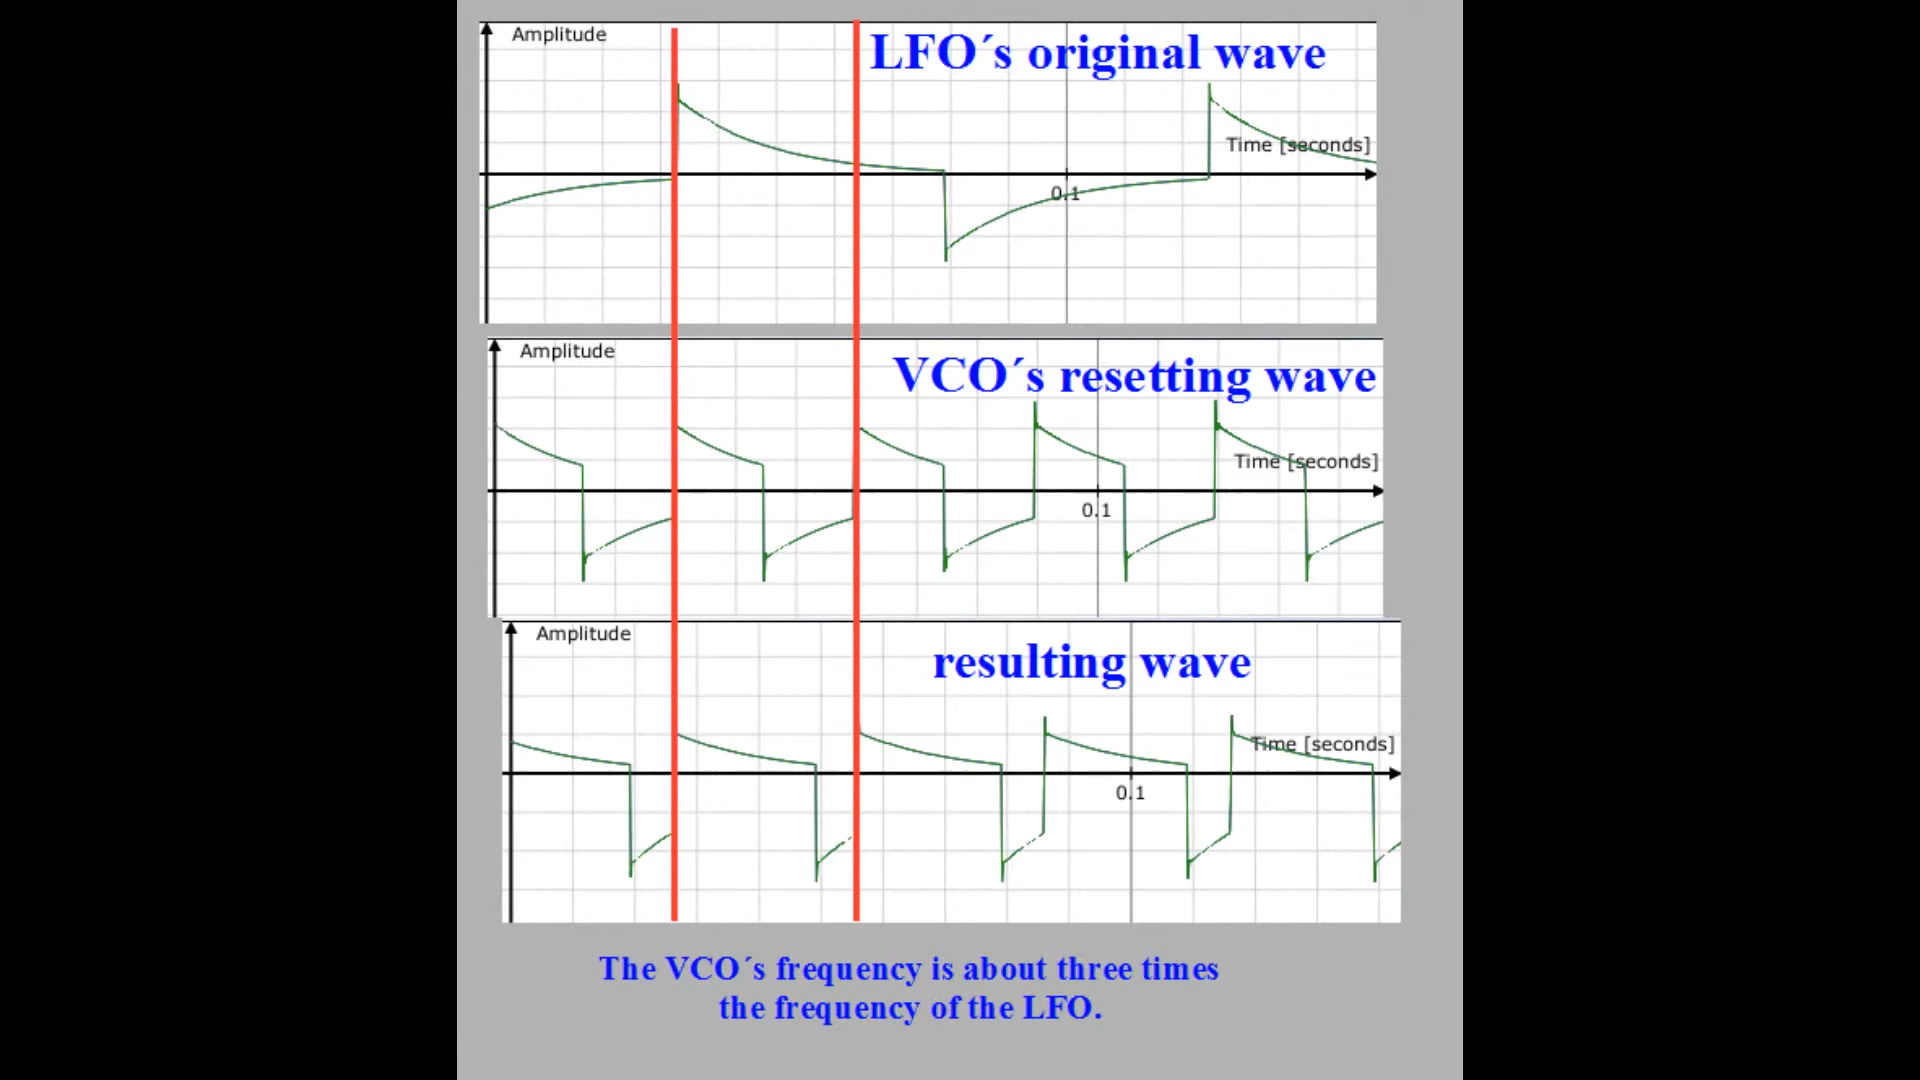 Amplitude
LFO´s original wave
Time [seconds]
0.1
Amplitude
VCO´s resetting wave
Time [seconds]
0.1
Amplitude
resulting wave
Time [seconds]
0.1
The VCO´s frequency is about three times
the frequency of the LFO.